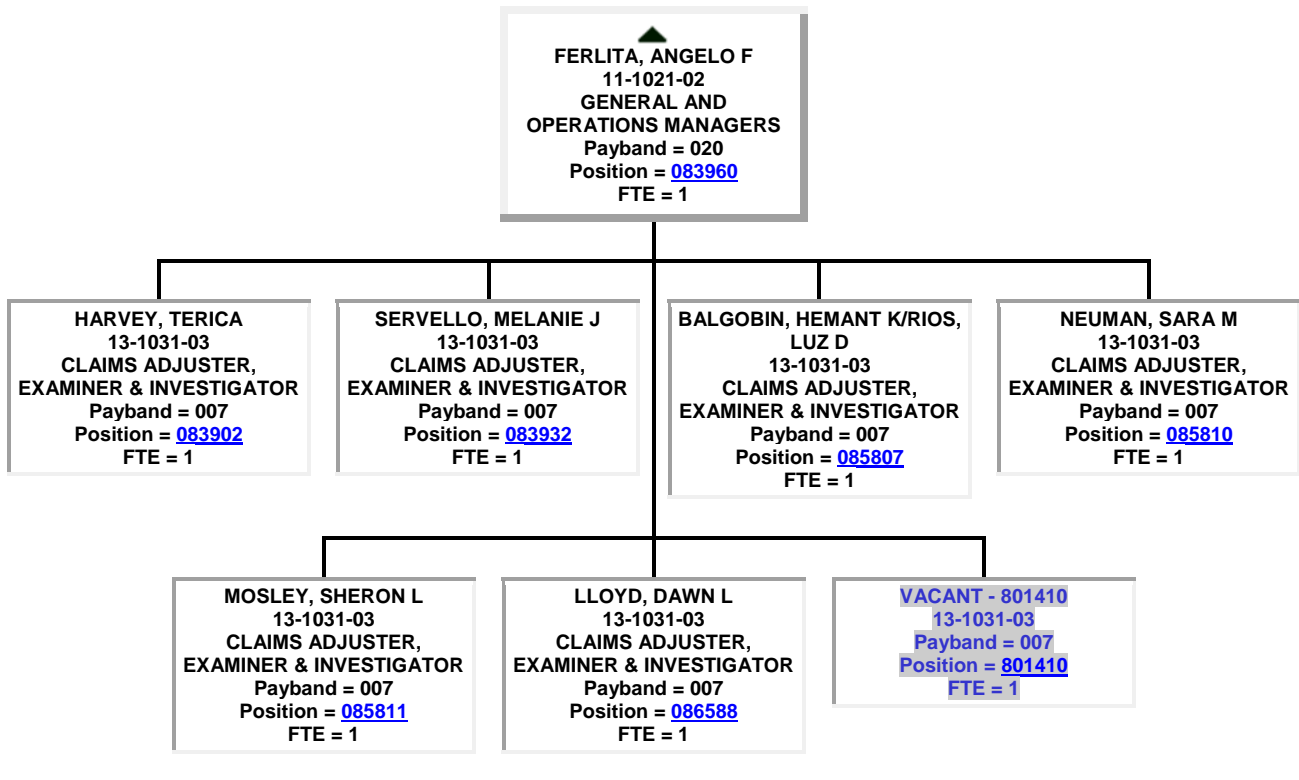 FERLITA, ANGELO F
11-1021-02
GENERAL AND
OPERATIONS MANAGERS
Payband = 020
Position = 083960
FTE = 1
HARVEY, TERICA
13-1031-03
CLAIMS ADJUSTER,
EXAMINER & INVESTIGATOR
Payband = 007
Position = 083902
FTE = 1
SERVELLO, MELANIE J
13-1031-03
CLAIMS ADJUSTER,
EXAMINER & INVESTIGATOR
Payband = 007
Position = 083932
FTE = 1
BALGOBIN, HEMANT K/RIOS,
LUZ D
13-1031-03
CLAIMS ADJUSTER,
EXAMINER & INVESTIGATOR
Payband = 007
Position = 085807
FTE = 1
NEUMAN, SARA M
13-1031-03
CLAIMS ADJUSTER,
EXAMINER & INVESTIGATOR
Payband = 007
Position = 085810
FTE = 1
MOSLEY, SHERON L
13-1031-03
CLAIMS ADJUSTER,
EXAMINER & INVESTIGATOR
Payband = 007
Position = 085811
FTE = 1
LLOYD, DAWN L
13-1031-03
CLAIMS ADJUSTER,
EXAMINER & INVESTIGATOR
Payband = 007
Position = 086588
FTE = 1
VACANT - 801410
13-1031-03
Payband = 007
Position = 801410
FTE = 1